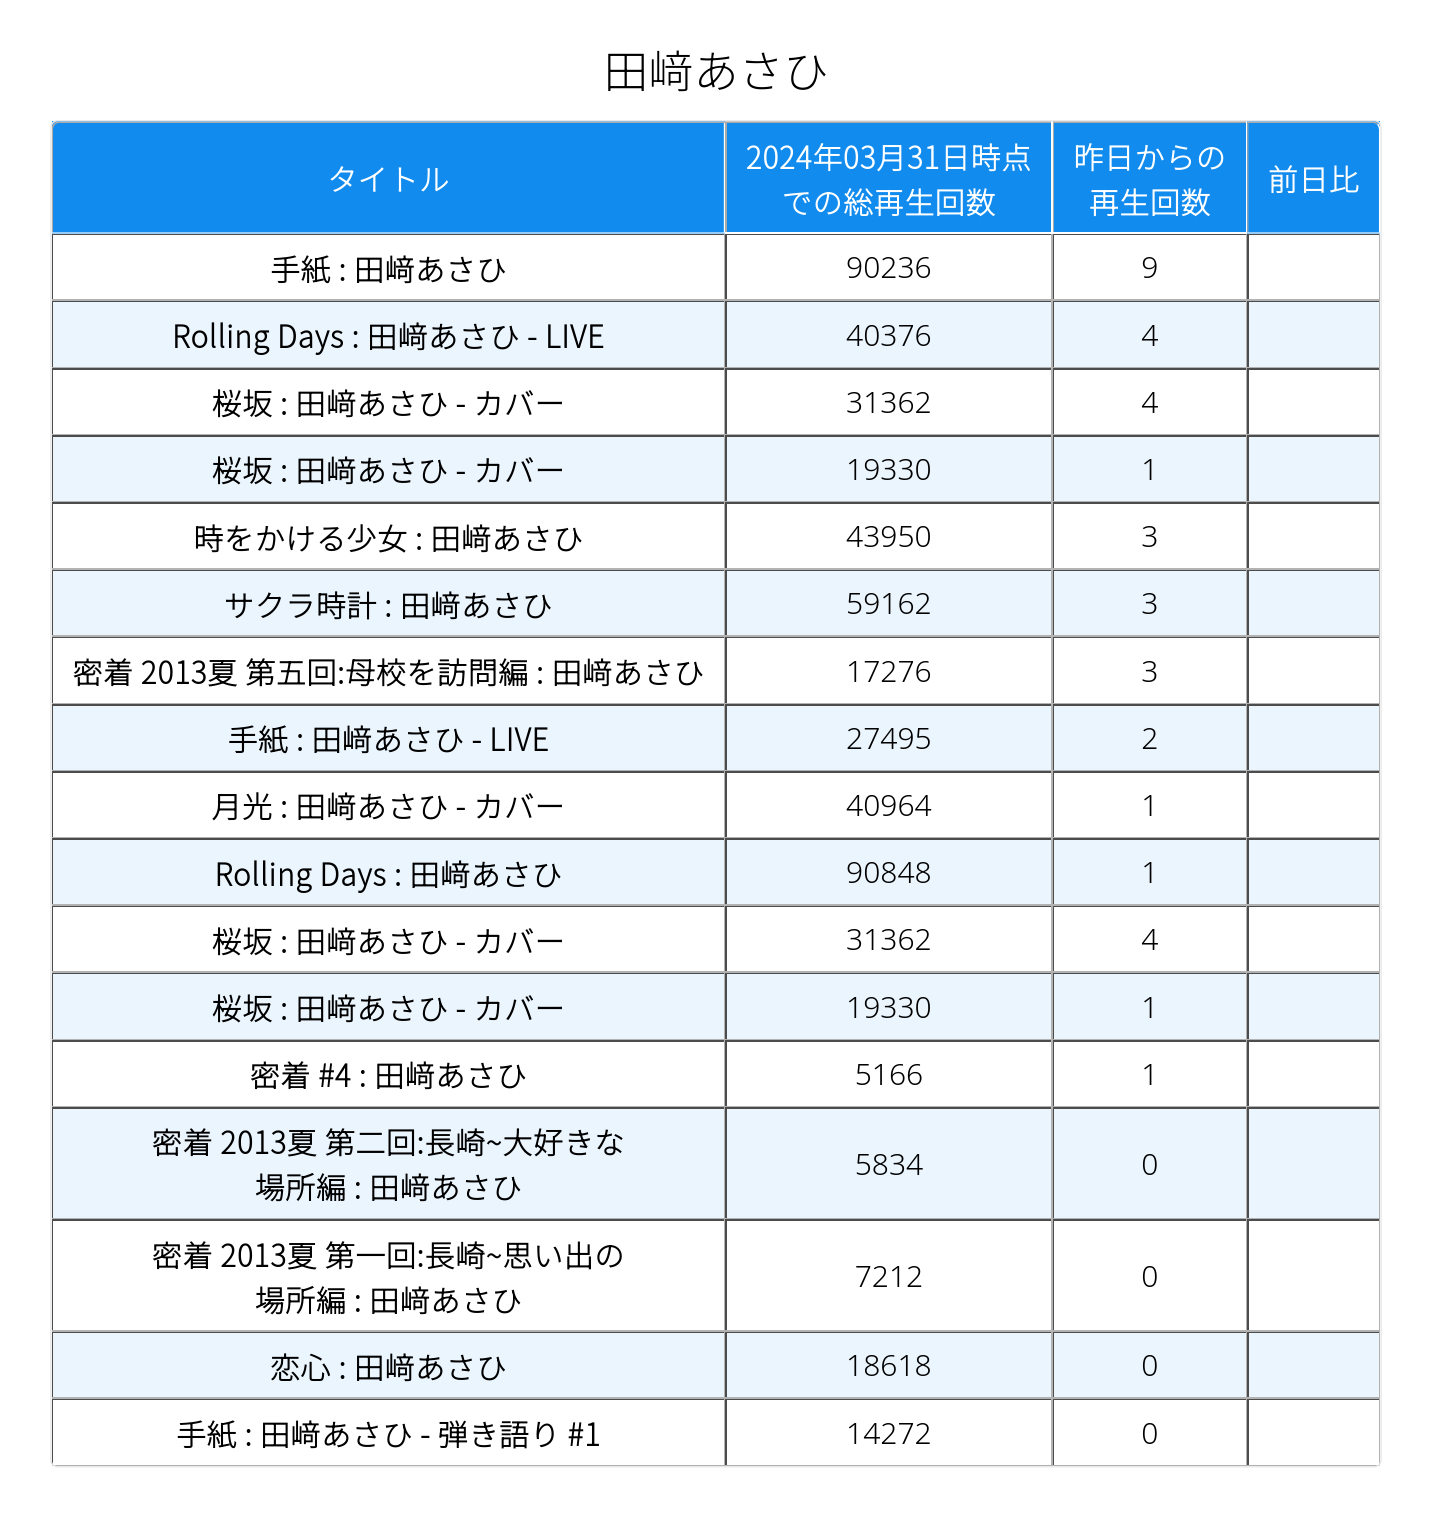 田﨑あさひ
タイトル 2024年03月31日時点 昨日からの 前日比
での総再生回数 再生回数
手紙 : 田﨑あさひ 90236 9
Rolling Days : 田﨑あさひ - LIVE 40376 4
桜坂 : 田﨑あさひ - カバー 31362 4
桜坂 : 田﨑あさひ - カバー 19330 1
時をかける少女 : 田﨑あさひ 43950 3
サクラ時計 : 田﨑あさひ 59162 3
密着 2013夏 第五回:母校を訪問編 : 田﨑あさひ 17276 3
手紙 : 田﨑あさひ - LIVE 27495 2
月光 : 田﨑あさひ - カバー 40964 1
Rolling Days : 田﨑あさひ 90848 1
桜坂 : 田﨑あさひ - カバー 31362 4
桜坂 : 田﨑あさひ - カバー 19330 1
密着 #4 : 田﨑あさひ 5166 1
密着 2013夏 第二回:長崎~大好きな
場所編 : 田﨑あさひ 5834 0
密着 2013夏 第一回:長崎~思い出の
場所編 : 田﨑あさひ 7212 0
恋心 : 田﨑あさひ 18618 0
手紙 : 田﨑あさひ - 弾き語り #1 14272 0